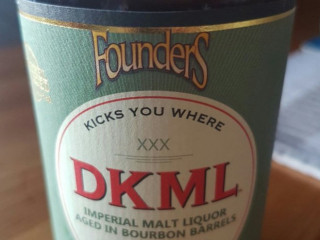 FOUNDERS
KICKS YOU WHERE
XXX
DKML
IMPERIAL MALT LIQUOR
AGED IN BOURBON BARRELS